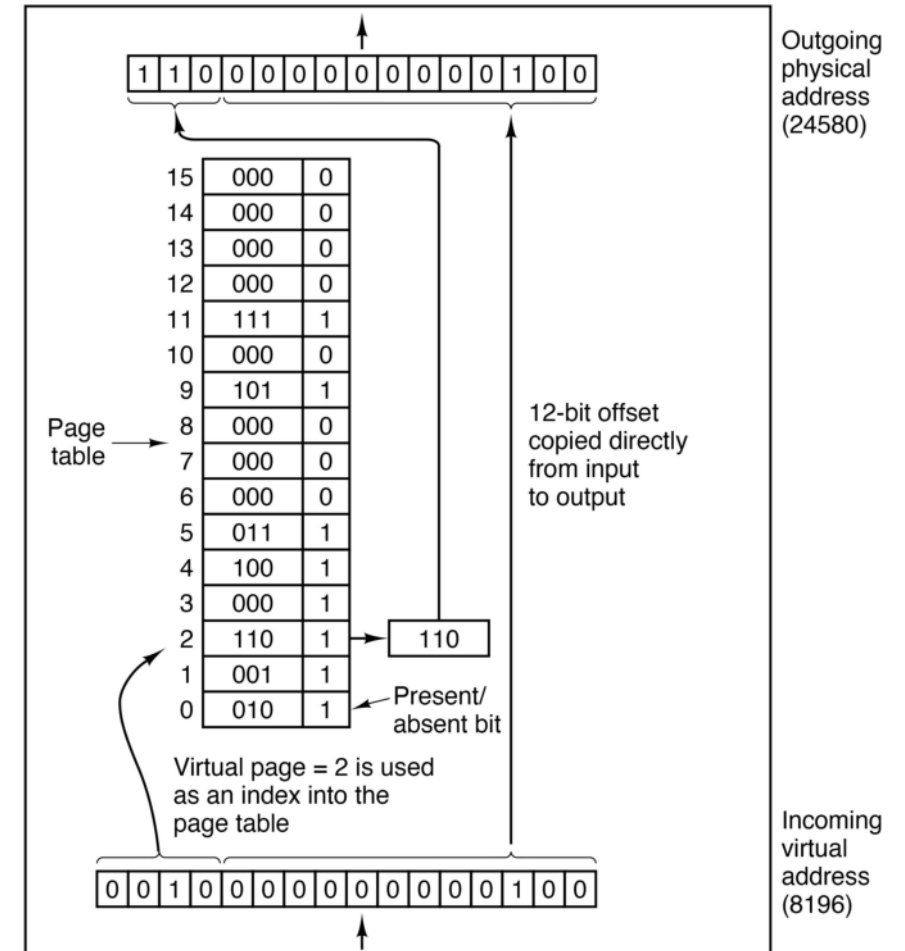 Outgoing
physical
address
(24580)
1 1 0 0 0 0 0 0 0 0 0 0 1 0 0
15 000 0
14 000 0
13 000 0
12 000 0
11 111 1
10 000 0
9 101 1
8 000 0
7 000 0
6 000 0
5 011 1
4 100 1
3 000 1
2 110 1 110
1 001 1
0 010 1
Page
table
12-bit offset
copied directly
from input
to output
Present/
absent bit
Virtual page = 2 is used
as an index into the
page table
0 0 1 0 0 0 0 0 0 0 0 0 0 1 0 0
Incoming
virtual
address
(8196)